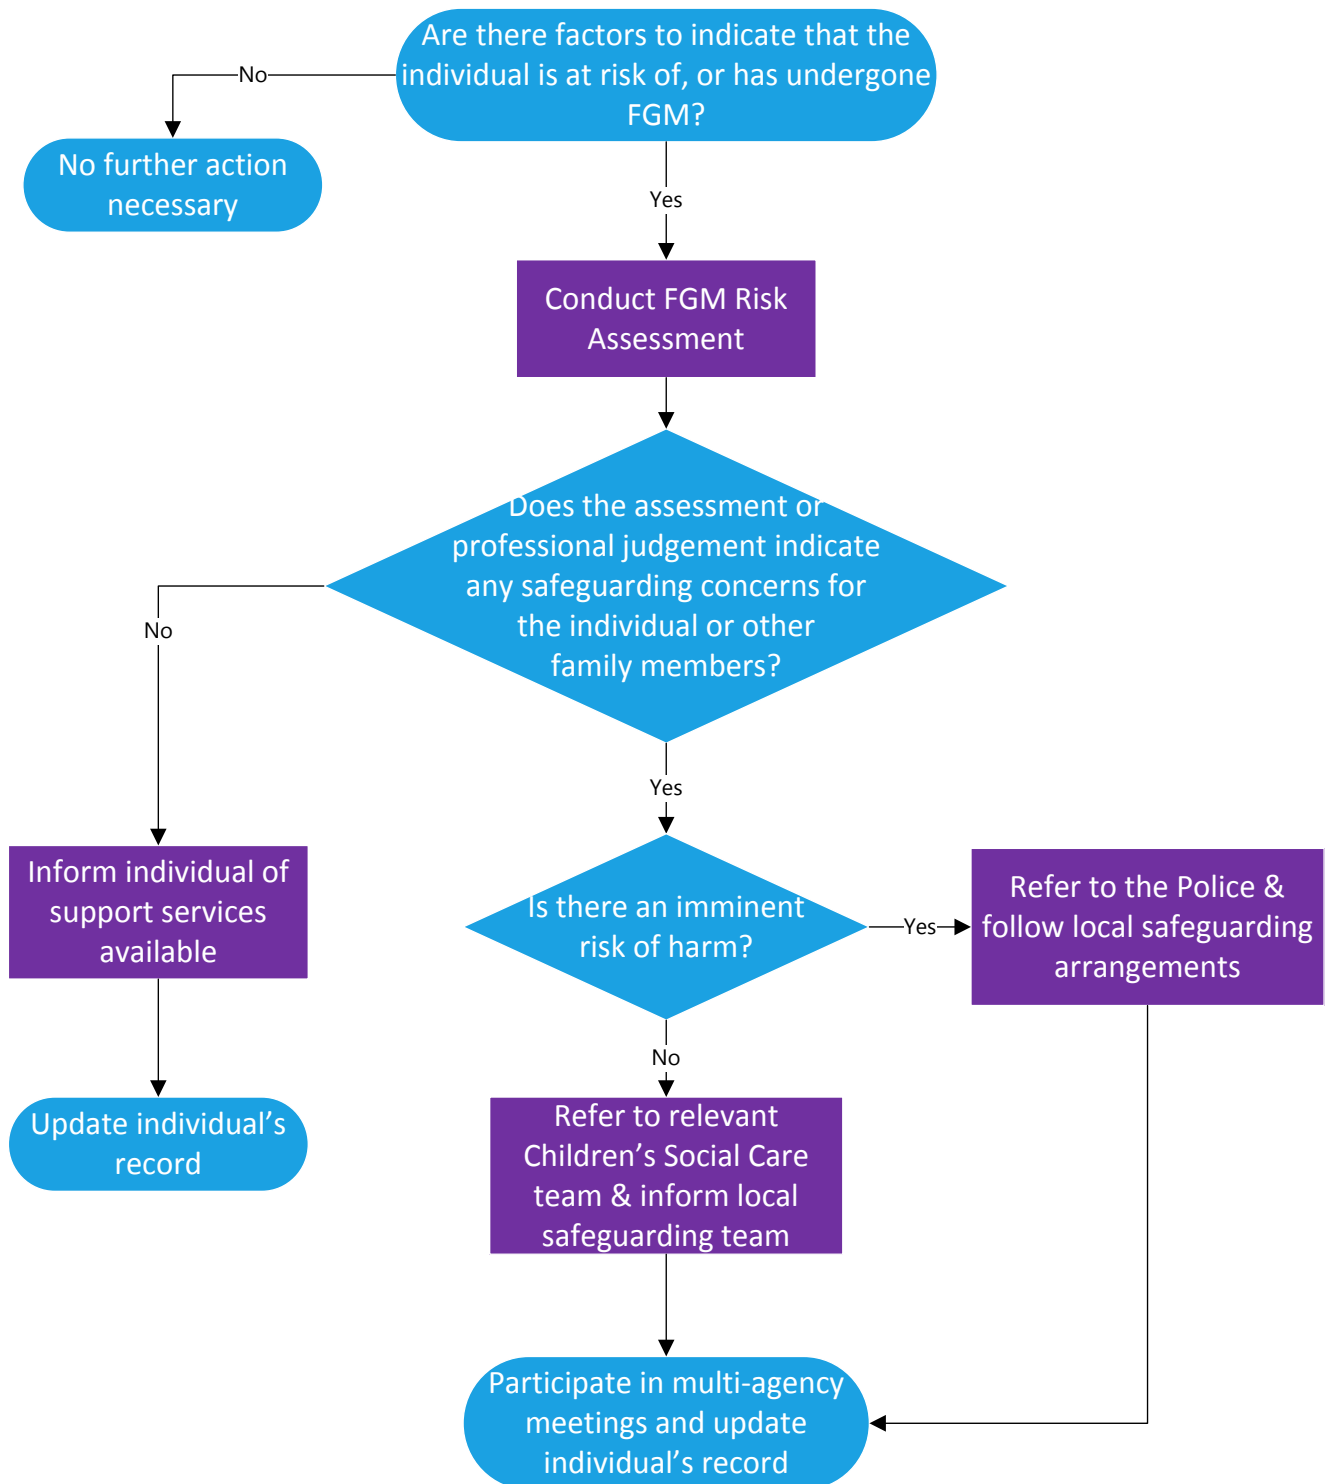 Are there factors to indicate that the
individual is at risk of, or has undergone
FGM?
No
No further action
necessary
Yes
Conduct FGM Risk
Assessment
Does the assessment or
professional judgement indicate
any safeguarding concerns for
the individual or other
family members?
No
Yes
Inform individual of
support services
available
Is there an imminent
risk of harm?
Yes
Refer to the Police &
follow local safeguarding
arrangements
No
Update individual’s
record
Refer to relevant
Children’s Social Care
team & inform local
safeguarding team
Participate in multi-agency
meetings and update
individual’s record